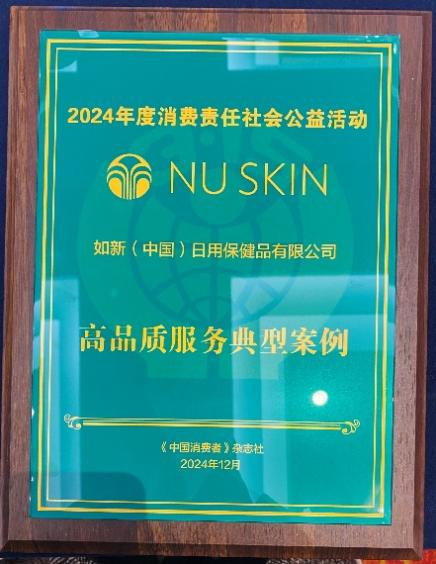 2024年度消费责任社会公益活动
NU SKIN
如新（中国）日用保健品有限公司
高品质服务典型案例
《中国消费者》杂志社
2024年12月